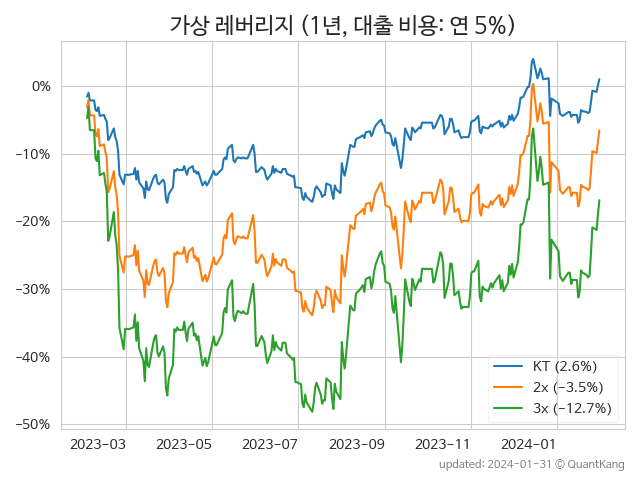 가상 레버리지 (1년, 대출 비용: 연 5%)
0%
−10%
−20%
−30%
−40%
−50%
KT (2.6%)
2x (−3.5%)
3x (−12.7%)
2023-03 2023-05 2023-07 2023-09 2023-11 2024-01
updated: 2024-01-31 © QuantKang